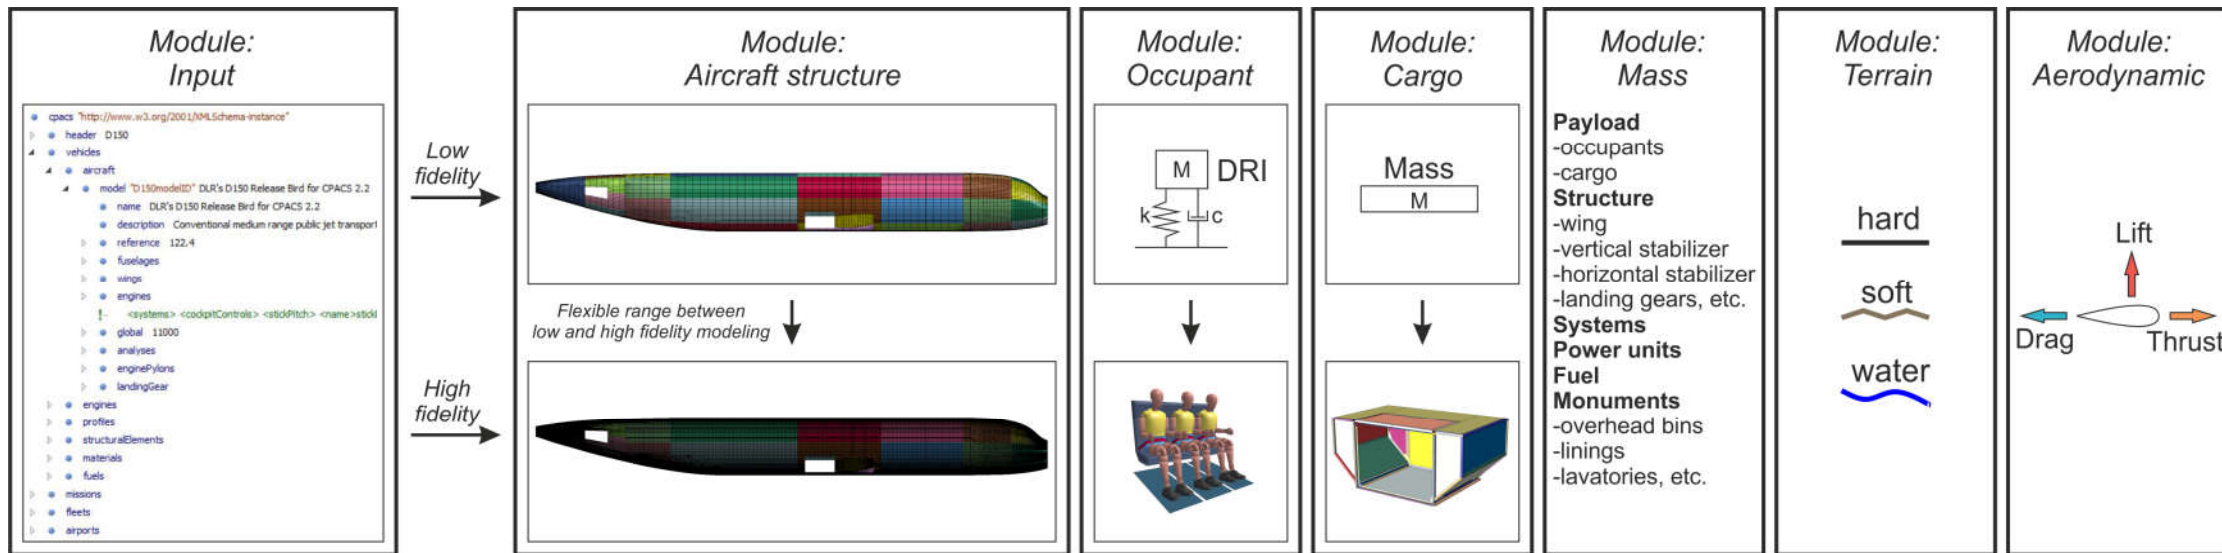 Module:
Input
cpacs "http://www.w3.org/2001/XMLSchema-instance"
header D150
vehicles
aircraft
model "D150modelID" DLR's D150 Release Bird for CPACS 2.2
name DLR's D150 Release Bird for CPACS 2.2
description Conventional medium range public jet transport
reference 122.4
fuselages
wings
engines
<systems> <cockpitControls> <stickPitch> <name>stick
global 11000
analyses
enginePylons
landingGear
engines
profiles
structuralElements
materials
fuels
missions
fleets
airports
Low
fidelity
High
fidelity
Module:
Aircraft structure
Flexible range between
low and high fidelity modeling
Module:
Occupant
M DRI
k c
Module:
Cargo
Mass
M
Module:
Mass
Payload
-occupants
-cargo
Structure
-wing
-vertical stabilizer
-horizontal stabilizer
-landing gears, etc.
Systems
Power units
Fuel
Monuments
-overhead bins
-linings
-lavatories, etc.
Module:
Terrain
hard
soft
water
Module:
Aerodynamic
Lift
Drag Thrust